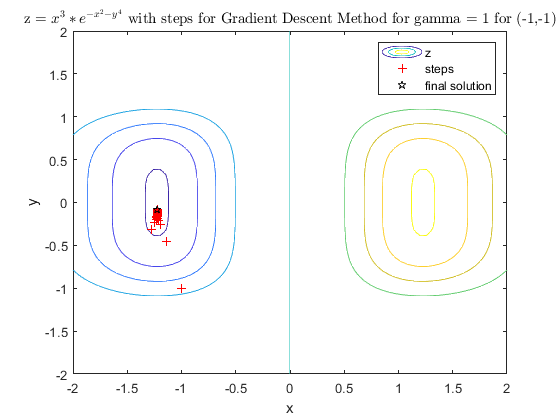 z = x^3 * e^{-x^2-y^4} with steps for Gradient Descent Method for gamma = 1 for (-1,-1)
2
1.5
1
0.5
0
-0.5
-1
-1.5
-2
y
z
steps
final solution
-2 -1.5 -1 -0.5 0 0.5 1 1.5 2
x